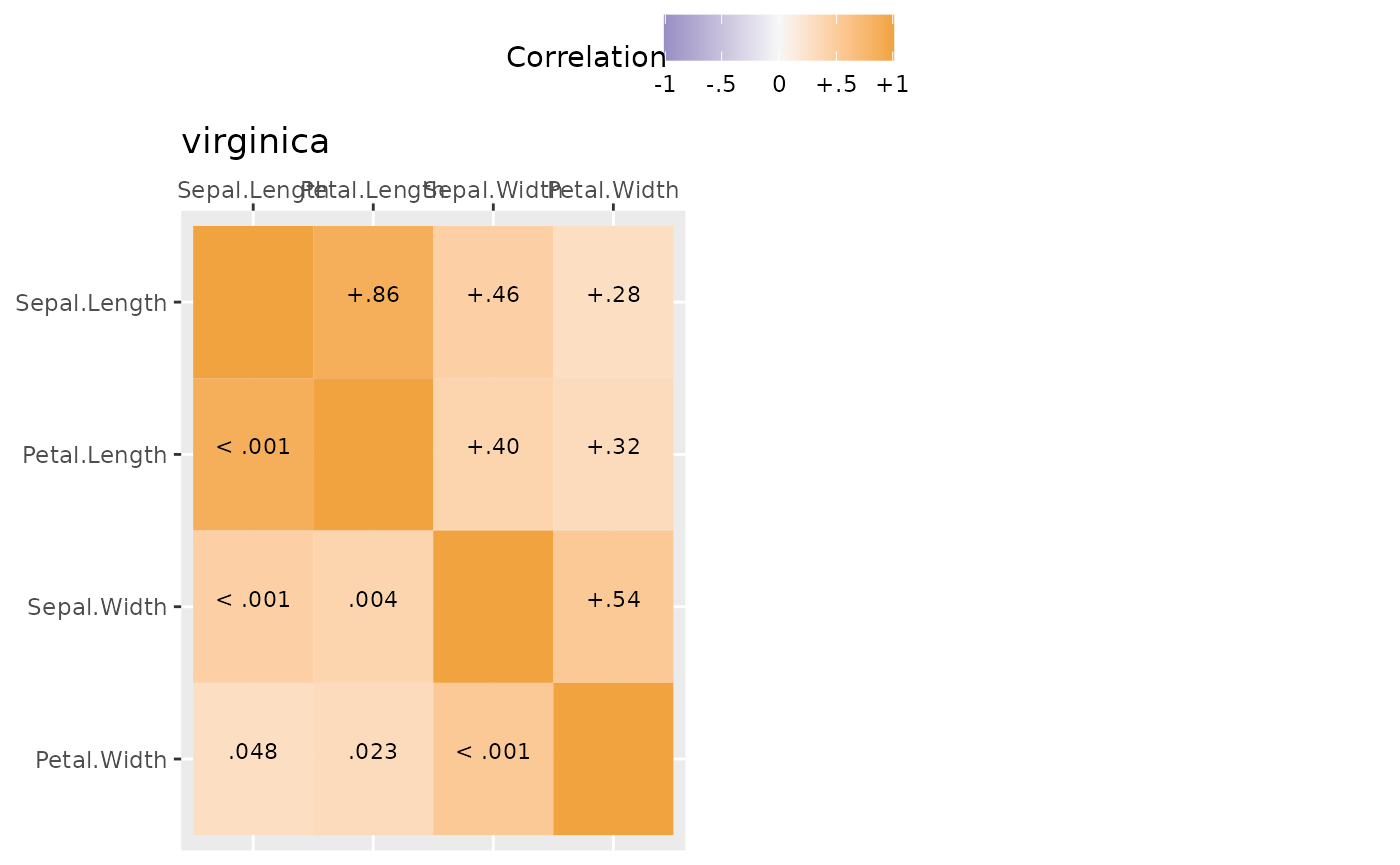 Correlation
-1 -.5 0 +.5 +1
virginica
Sepal.Length Petal.Length Sepal.Width Petal.Width
Sepal.Length +.86 +.46 +.28
Petal.Length < .001 +.40 +.32
Sepal.Width < .001 .004 +.54
Petal.Width .048 .023 < .001